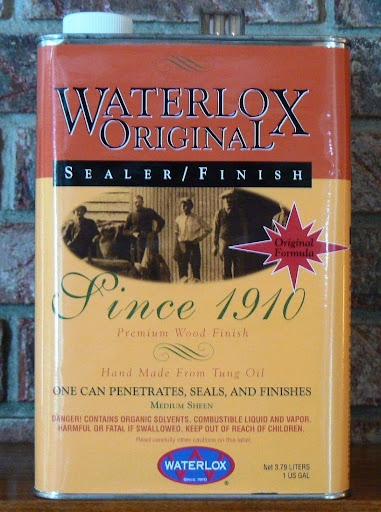 WATERLOX
ORIGINAL
SEALER/FINISH
Original
Formula
Since 1910
Premium Wood Finish
Hand Made From Tung Oil
ONE CAN PENETRATES, SEALS, AND FINISHES
MEDIUM SHEEN
DANGER! CONTAINS ORGANIC SOLVENTS. COMBUSTIBLE LIQUID AND VAPOR.
HARMFUL OR FATAL IF SWALLOWED. KEEP OUT OF REACH OF CHILDREN.
Read carefully other cautions on this label.
WATERLOX
Since 1910
®
Net 3.79 LITERS
1 US GAL